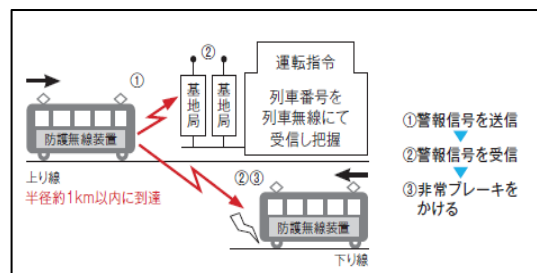 ①
②
基地局
基地局
運転指令
列車番号を
列車無線にて
受信し把握
防護無線装置
上り線
半径約1km以内に到達
②③
防護無線装置
下り線
①警報信号を送信
②警報信号を受信
③非常ブレーキを
かける